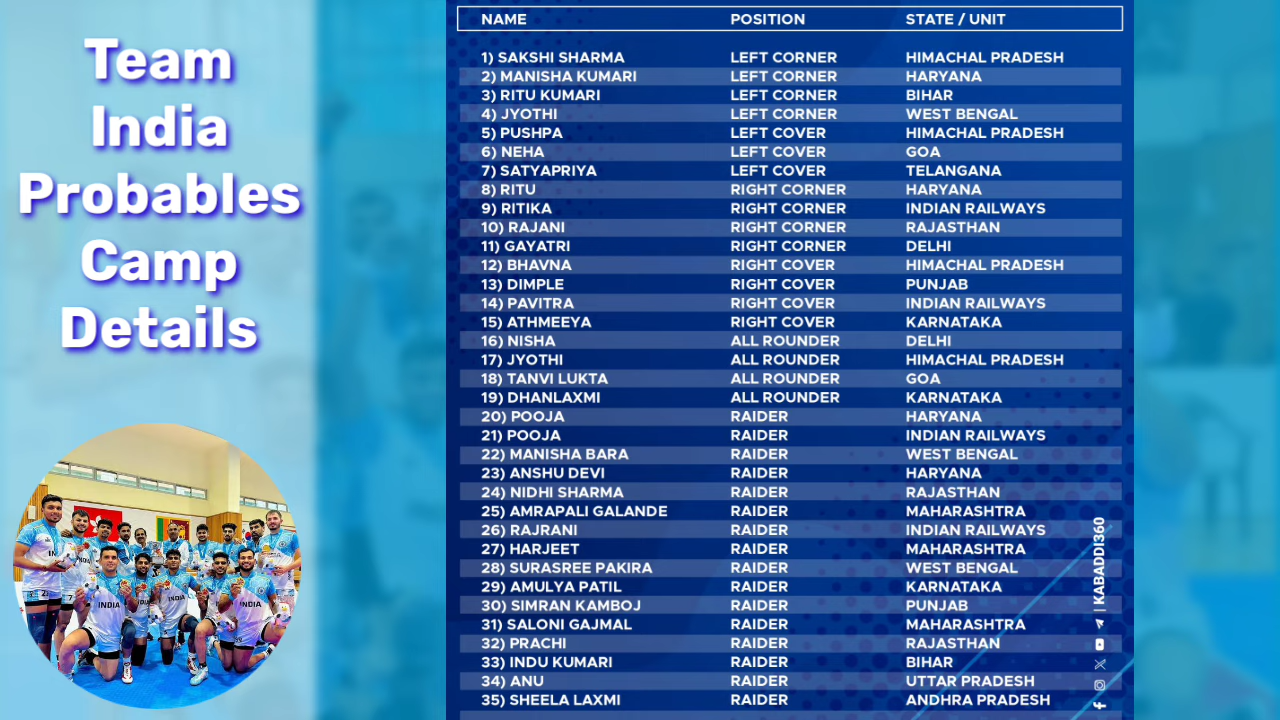 Team
India
Probables
Camp
Details
NAME POSITION STATE / UNIT
1) SAKSHI SHARMA LEFT CORNER HIMACHAL PRADESH
2) MANISHA KUMARI LEFT CORNER HARYANA
3) RITU KUMARI LEFT CORNER BIHAR
4) JYOTHI LEFT CORNER WEST BENGAL
5) PUSHPA LEFT COVER HIMACHAL PRADESH
6) NEHA LEFT COVER GOA
7) SATYAPRIYA LEFT COVER TELANGANA
8) RITU RIGHT CORNER HARYANA
9) RITIKA RIGHT CORNER INDIAN RAILWAYS
10) RAJANI RIGHT CORNER RAJASTHAN
11) GAYATRI RIGHT CORNER DELHI
12) BHAVNA RIGHT COVER HIMACHAL PRADESH
13) DIMPLE RIGHT COVER PUNJAB
14) PAVITRA RIGHT COVER INDIAN RAILWAYS
15) ATHMEEYA RIGHT COVER KARNATAKA
16) NISHA ALL ROUNDER DELHI
17) JYOTHI ALL ROUNDER HIMACHAL PRADESH
18) TANVI LUKTA ALL ROUNDER GOA
19) DHANLAXMI ALL ROUNDER KARNATAKA
20) POOJA RAIDER HARYANA
21) POOJA RAIDER INDIAN RAILWAYS
22) MANISHA BARA RAIDER WEST BENGAL
23) ANSHU DEVI RAIDER HARYANA
24) NIDHI SHARMA RAIDER RAJASTHAN
25) AMRAPALI GALANDE RAIDER MAHARASHTRA
26) RAJRANI RAIDER INDIAN RAILWAYS
27) HARJEET RAIDER MAHARASHTRA
28) SURASREE PAKIRA RAIDER WEST BENGAL
29) AMULYA PATIL RAIDER KARNATAKA
30) SIMRAN KAMBOJ RAIDER PUNJAB
31) SALONI GAJMAL RAIDER MAHARASHTRA
32) PRACHI RAIDER RAJASTHAN
33) INDU KUMARI RAIDER BIHAR
34) ANU RAIDER UTTAR PRADESH
35) SHEELA LAXMI RAIDER ANDHRA PRADESH
| KABADDI360
INDIA
INDIA